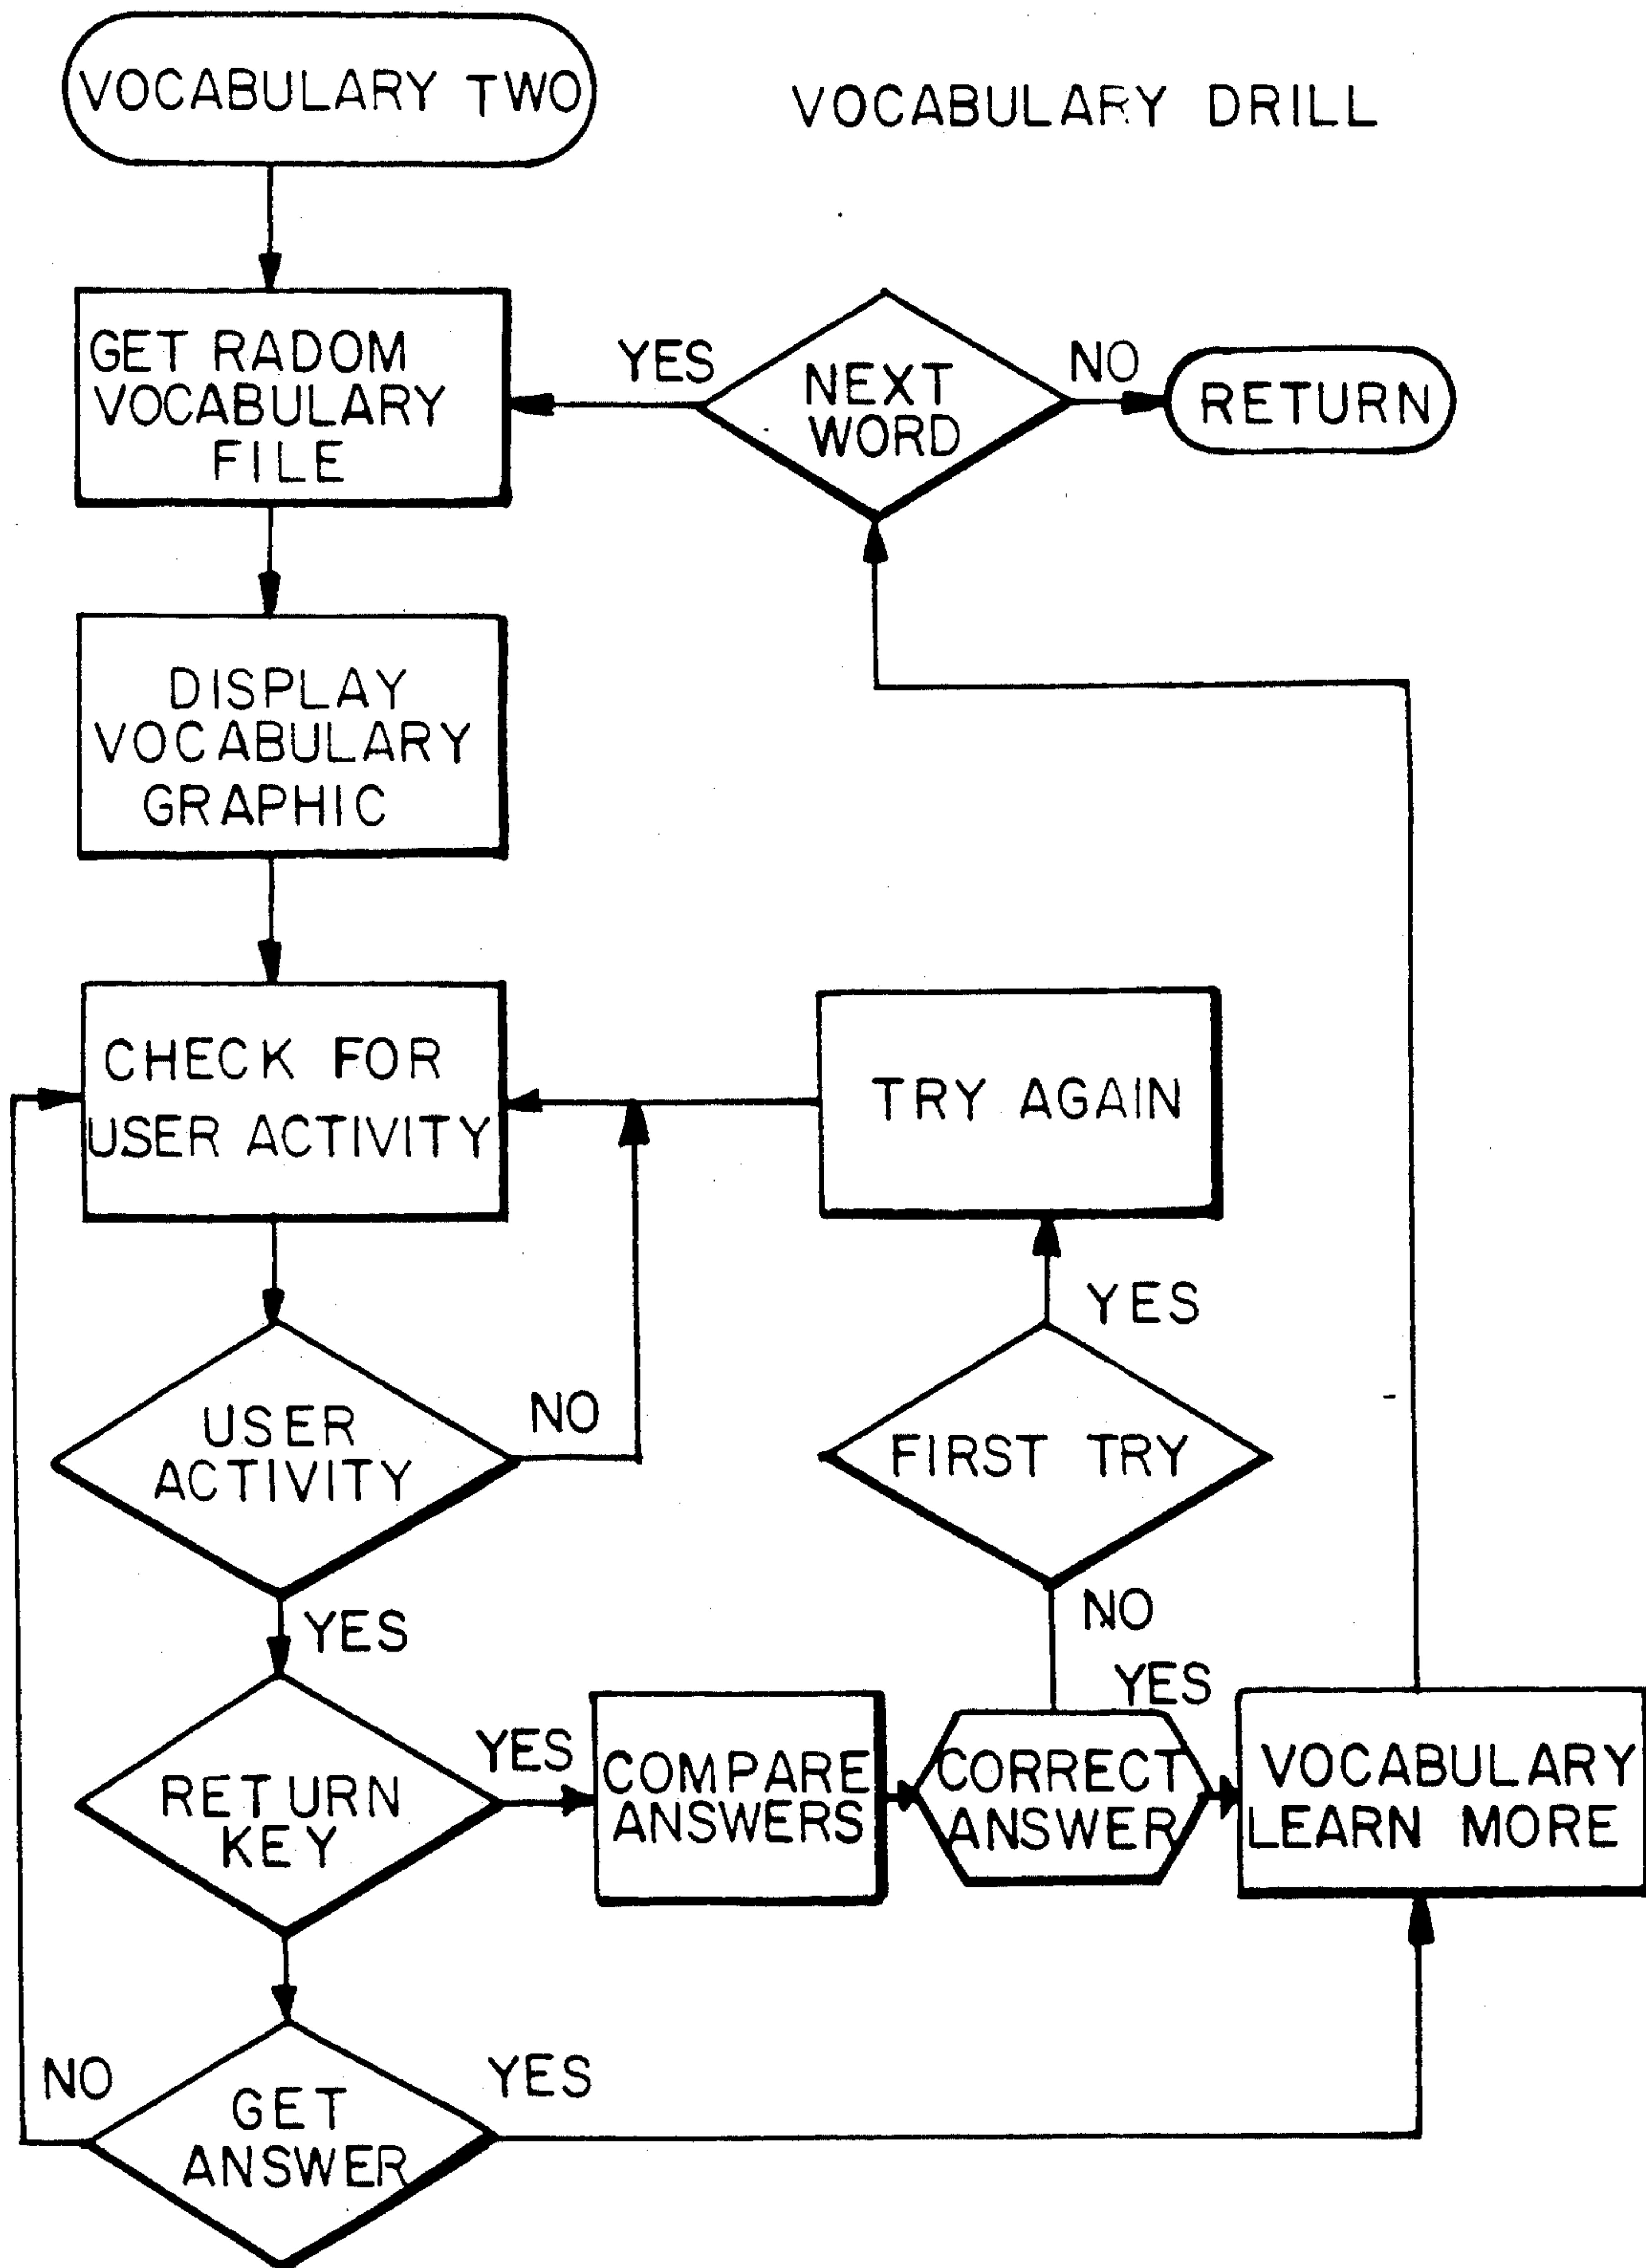 VOCABULARY TWO
VOCABULARY DRILL
GET RADOM
VOCABULARY
FILE
YES
NEXT
WORD
NO
RETURN
DISPLAY
VOCABULARY
GRAPHIC
CHECK FOR
USER ACTIVITY
TRY AGAIN
YES
USER
ACTIVITY
NO
FIRST TRY
YES
NO
YES
RETURN
KEY
YES
COMPARE
ANSWERS
CORRECT
ANSWER
VOCABULARY
LEARN MORE
NO
YES
GET
ANSWER